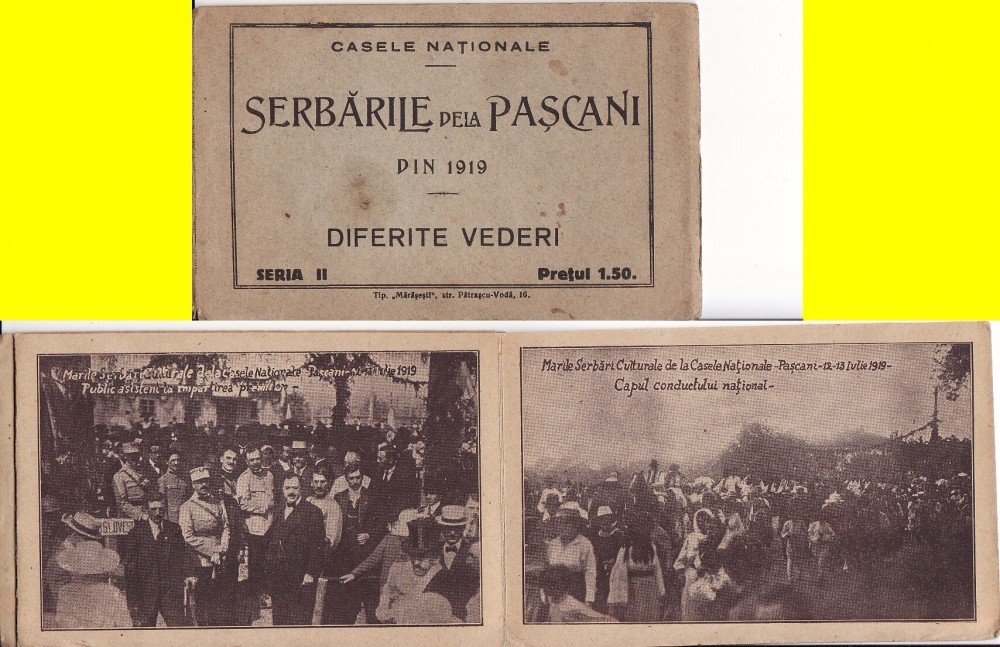 CASELE NAȚIONALE
SERBĂRILE DELA PAȘCANI
DIN 1919
DIFERITE VEDERI
SERIA II
Prețul 1.50.
Tip. „Mărășești", str. Pătrașcu-Vodă, 16.
Marile Serbări Culturale de la Casele Naționale - Pașcani-12-13 Iulie 1919
Public asistent la împărțirea premiilor -
Marile Serbări Culturale de la Casele Naționale - Pașcani-12-13 Iulie 1919-
Capul conductului național-